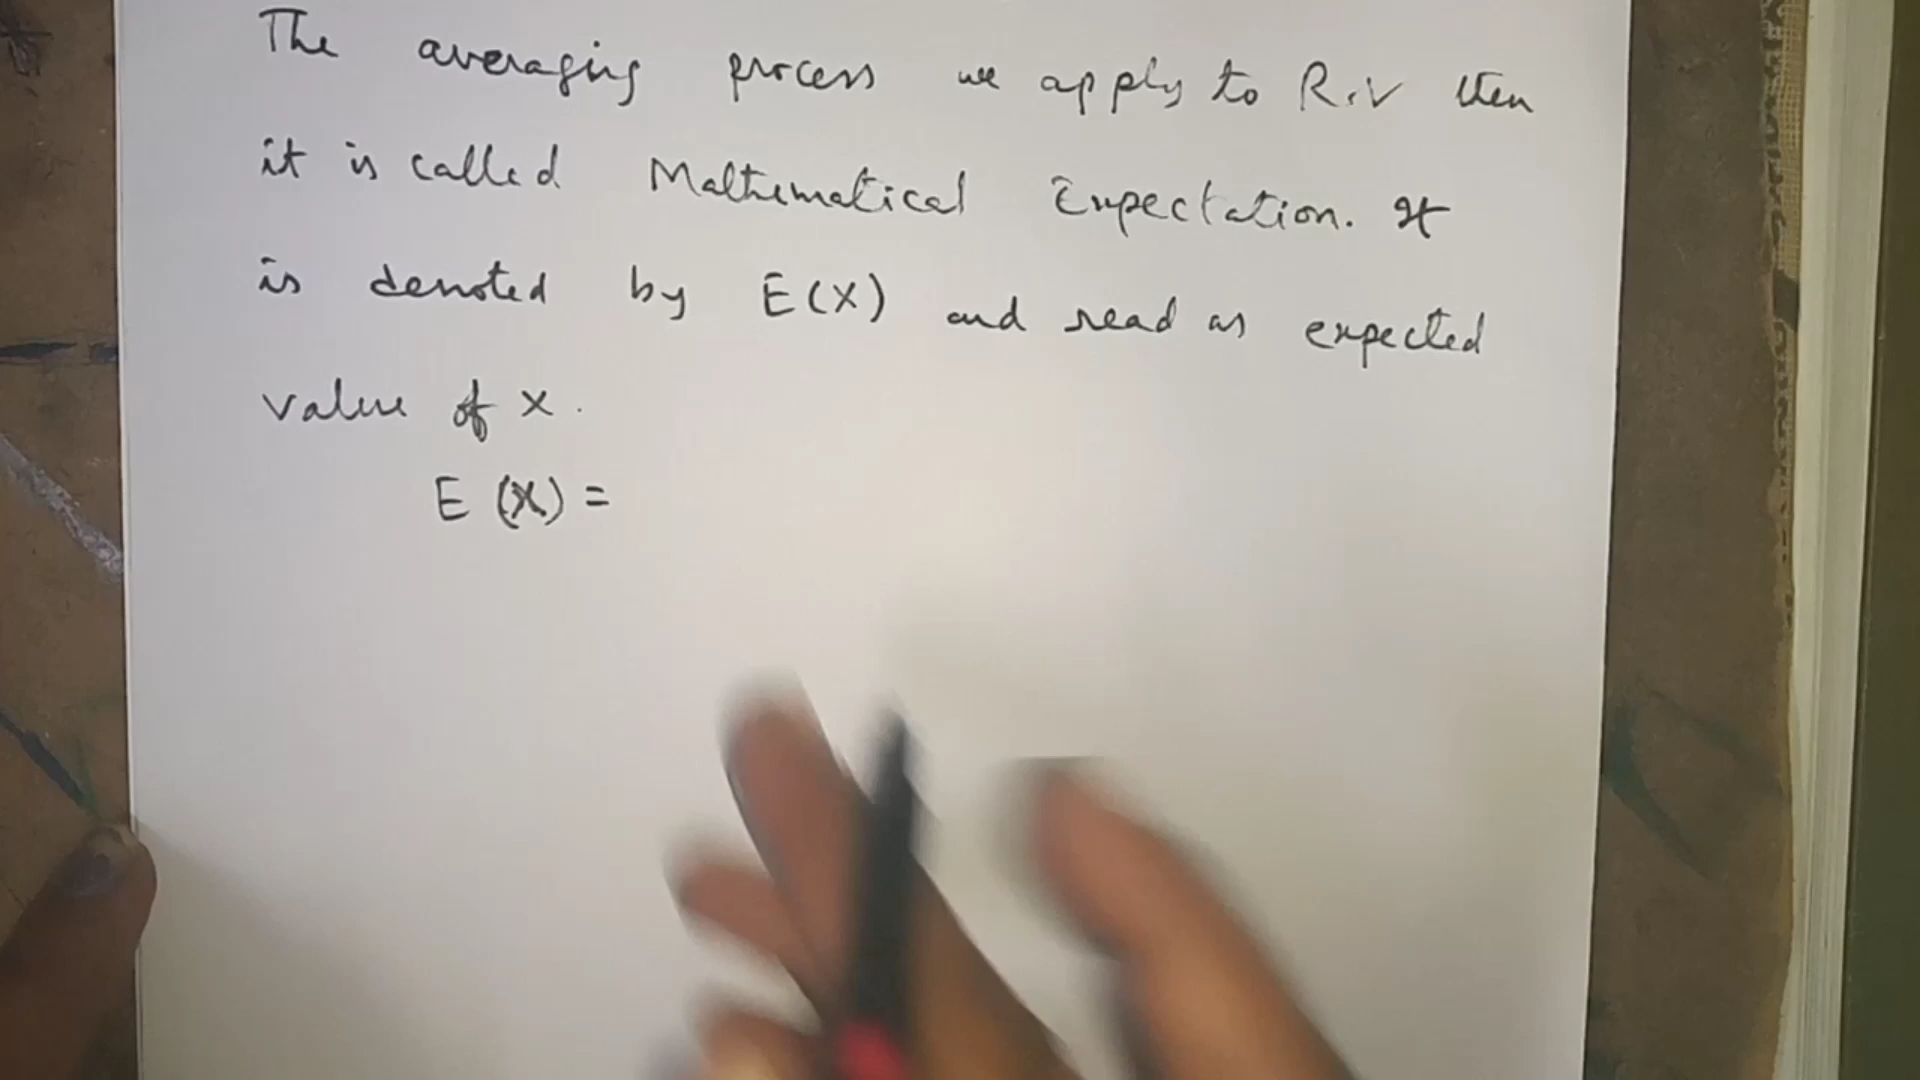 The averaging process we apply to R.V then
it is called Mathematical Expectation. It
is denoted by E(X) and read as expected
value of x.
E (X) =